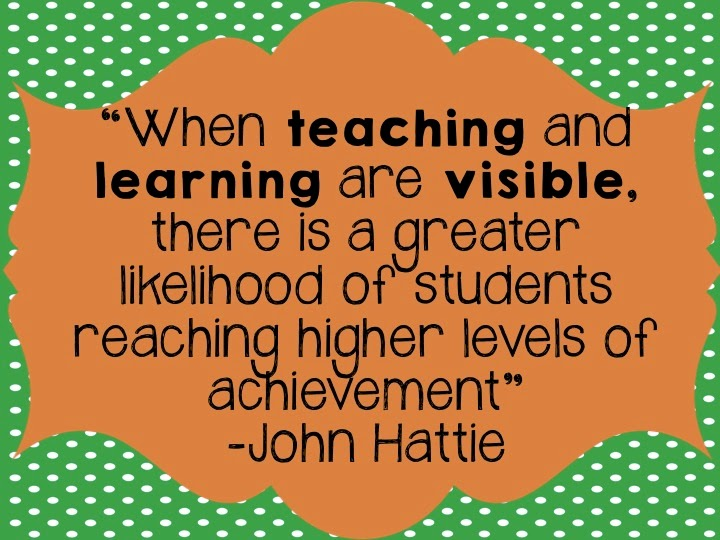 “When teaching and
learning are visible,
there is a greater
likelihood of students
reaching higher levels of
achievement”
-John Hattie